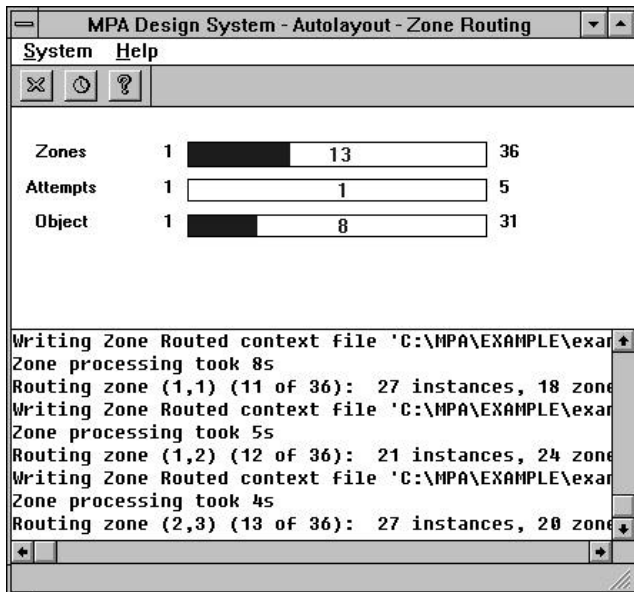 MPA Design System - Autolayout - Zone Routing
System Help
Zones 1 13 36
Attempts 1 1 5
Object 1 8 31
Writing Zone Routed context file 'C:\MPA\EXAMPLE\exam
Zone processing took 8s
Routing zone (1,1) (11 of 36): 27 instances, 18 zone
Writing Zone Routed context file 'C:\MPA\EXAMPLE\exam
Zone processing took 5s
Routing zone (1,2) (12 of 36): 21 instances, 24 zone
Writing Zone Routed context file 'C:\MPA\EXAMPLE\exam
Zone processing took 4s
Routing zone (2,3) (13 of 36): 27 instances, 20 zone